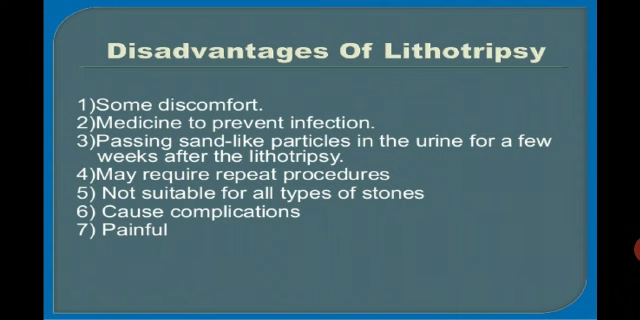 Disadvantages Of Lithotripsy
1)Some discomfort.
2)Medicine to prevent infection.
3)Passing sand-like particles in the urine for a few
weeks after the lithotripsy.
4)May require repeat procedures
5) Not suitable for all types of stones
6) Cause complications
7) Painful